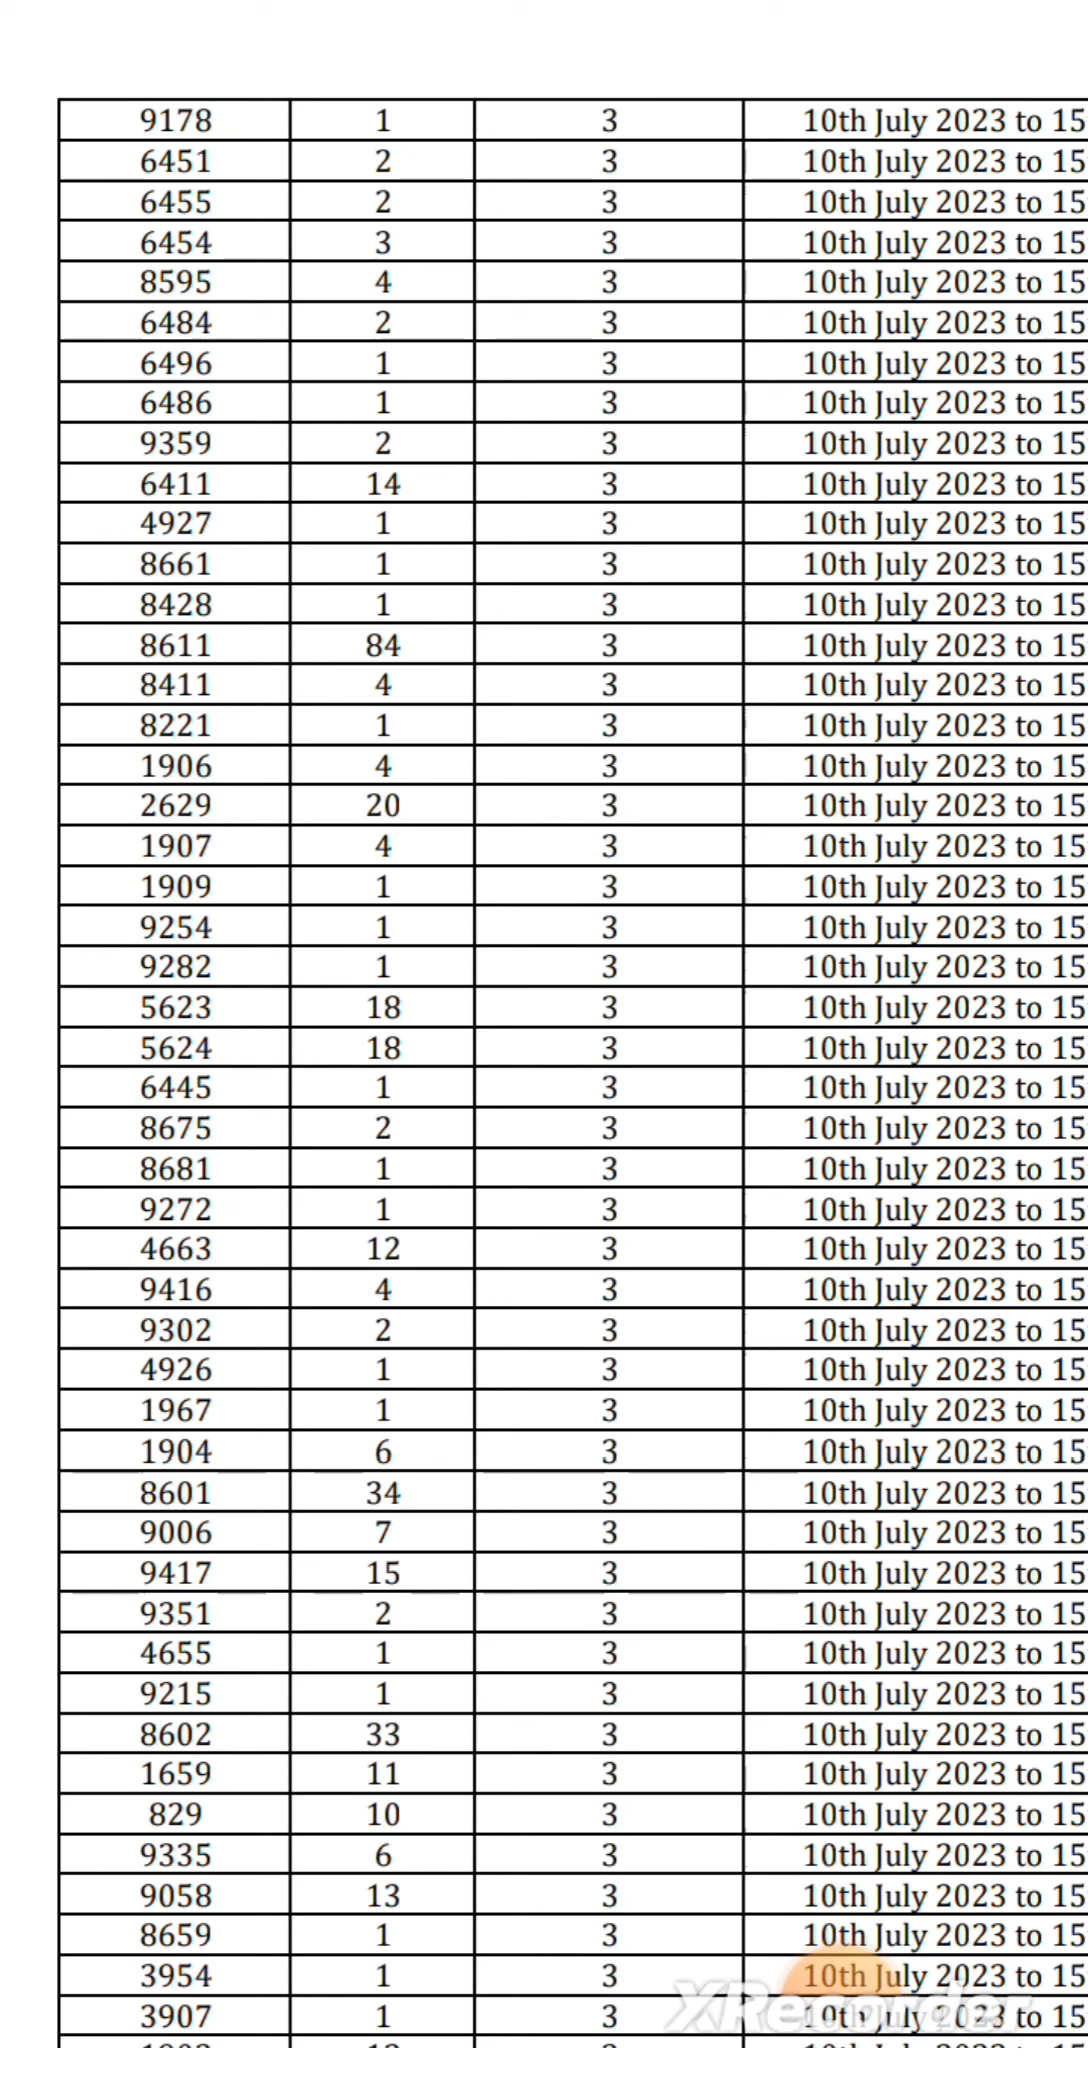 9178 1 3 10th July 2023 to 15
6451 2 3 10th July 2023 to 15
6455 2 3 10th July 2023 to 15
6454 3 3 10th July 2023 to 15
8595 4 3 10th July 2023 to 15
6484 2 3 10th July 2023 to 15
6496 1 3 10th July 2023 to 15
6486 1 3 10th July 2023 to 15
9359 2 3 10th July 2023 to 15
6411 14 3 10th July 2023 to 15
4927 1 3 10th July 2023 to 15
8661 1 3 10th July 2023 to 15
8428 1 3 10th July 2023 to 15
8611 84 3 10th July 2023 to 15
8411 4 3 10th July 2023 to 15
8221 1 3 10th July 2023 to 15
1906 4 3 10th July 2023 to 15
2629 20 3 10th July 2023 to 15
1907 4 3 10th July 2023 to 15
1909 1 3 10th July 2023 to 15
9254 1 3 10th July 2023 to 15
9282 1 3 10th July 2023 to 15
5623 18 3 10th July 2023 to 15
5624 18 3 10th July 2023 to 15
6445 1 3 10th July 2023 to 15
8675 2 3 10th July 2023 to 15
8681 1 3 10th July 2023 to 15
9272 1 3 10th July 2023 to 15
4663 12 3 10th July 2023 to 15
9416 4 3 10th July 2023 to 15
9302 2 3 10th July 2023 to 15
4926 1 3 10th July 2023 to 15
1967 1 3 10th July 2023 to 15
1904 6 3 10th July 2023 to 15
8601 34 3 10th July 2023 to 15
9006 7 3 10th July 2023 to 15
9417 15 3 10th July 2023 to 15
9351 2 3 10th July 2023 to 15
4655 1 3 10th July 2023 to 15
9215 1 3 10th July 2023 to 15
8602 33 3 10th July 2023 to 15
1659 11 3 10th July 2023 to 15
829 10 3 10th July 2023 to 15
9335 6 3 10th July 2023 to 15
9058 13 3 10th July 2023 to 15
8659 1 3 10th July 2023 to 15
3954 1 3 10th July 2023 to 15
3907 1 3 10th July 2023 to 15
XRecorder